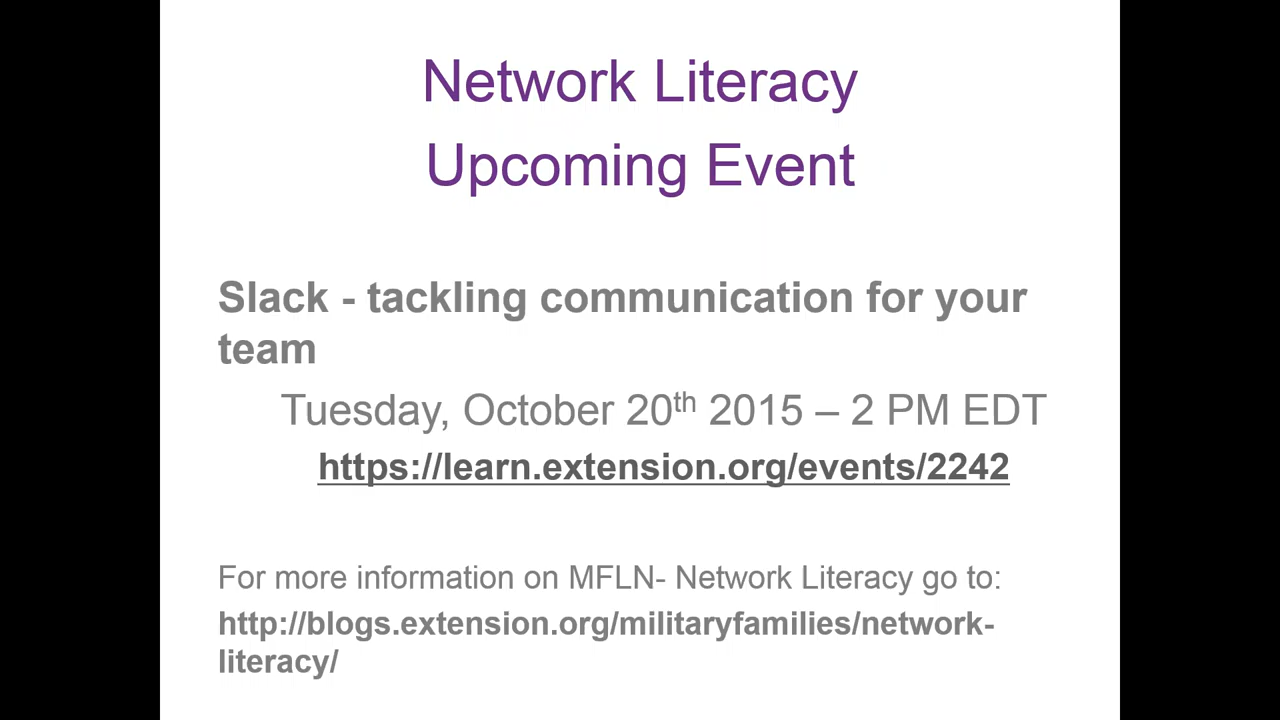 Network Literacy
Upcoming Event
Slack - tackling communication for your
team
Tuesday, October 20th 2015 – 2 PM EDT
https://learn.extension.org/events/2242
For more information on MFLN- Network Literacy go to:
http://blogs.extension.org/militaryfamilies/network-
literacy/